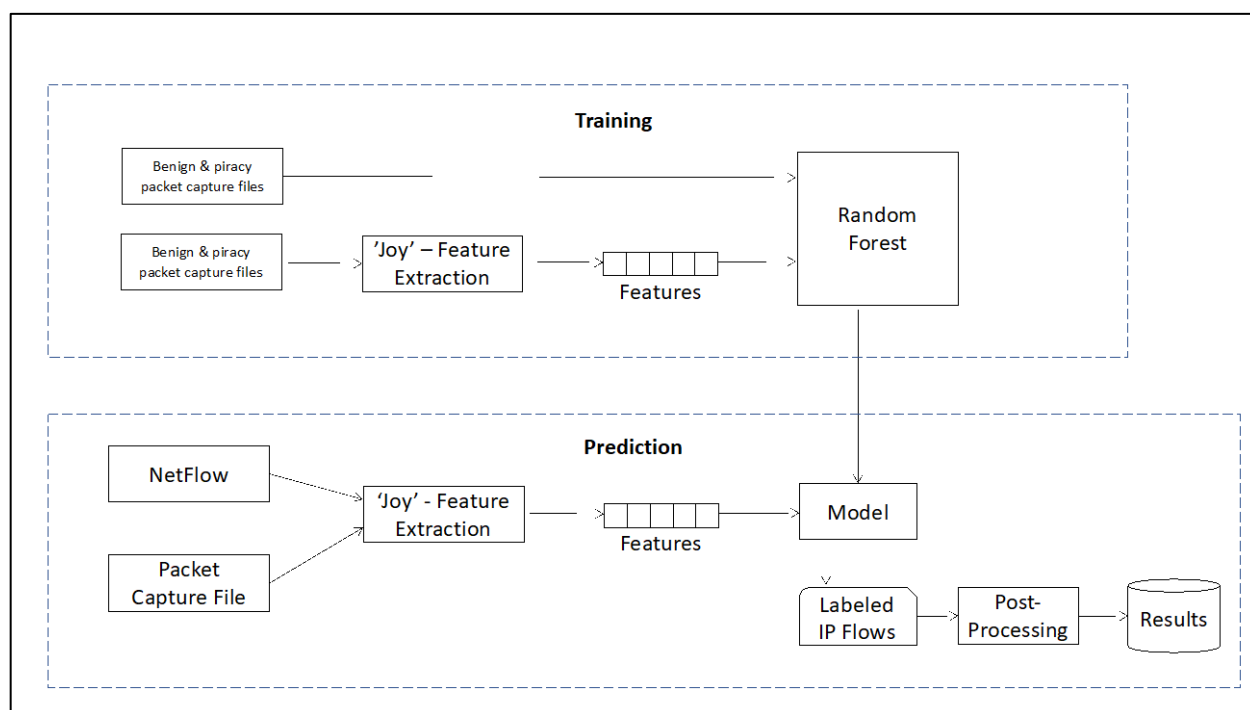 Training
Benign & piracy
packet capture files
Random
Forest
Benign & piracy
packet capture files
’Joy’ – Feature
Extraction
Features
Prediction
NetFlow
‘Joy’ - Feature
Extraction
Features
Model
Packet
Capture File
Labeled
IP Flows
Post-
Processing
Results